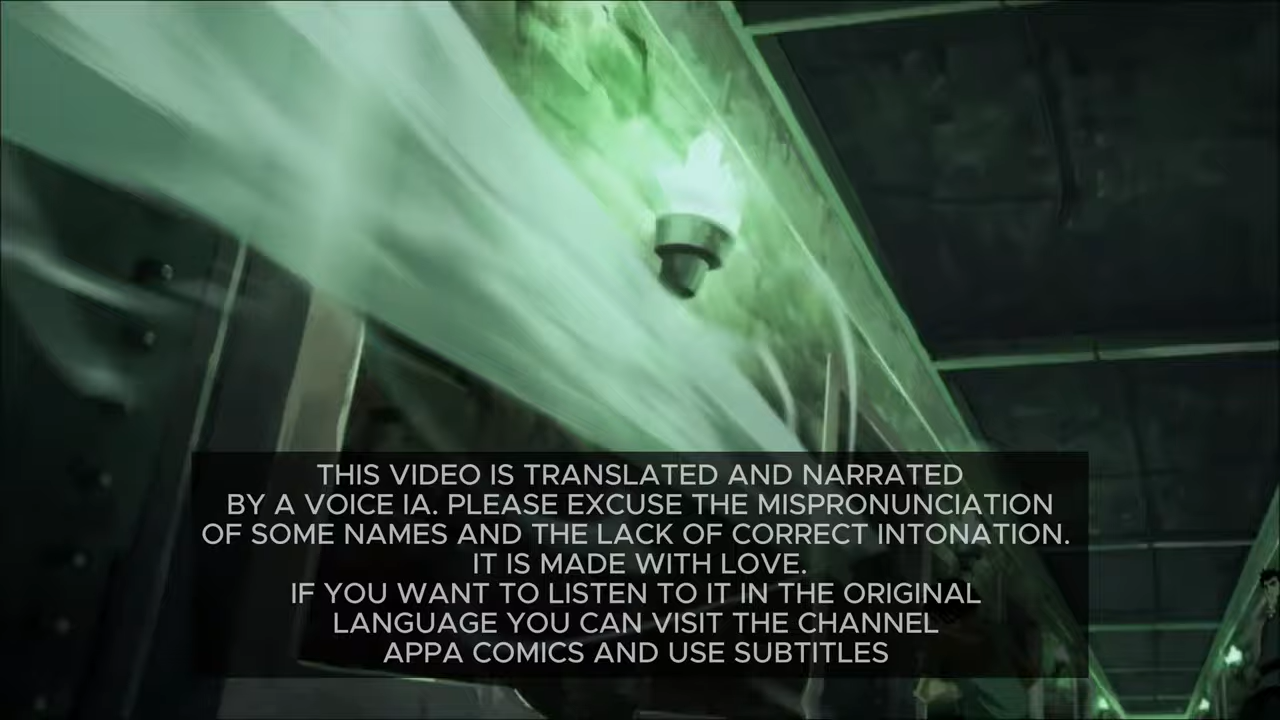 THIS VIDEO IS TRANSLATED AND NARRATED
BY A VOICE IA. PLEASE EXCUSE THE MISPRONUNCIATION
OF SOME NAMES AND THE LACK OF CORRECT INTONATION.
IT IS MADE WITH LOVE.
IF YOU WANT TO LISTEN TO IT IN THE ORIGINAL
LANGUAGE YOU CAN VISIT THE CHANNEL
APPA COMICS AND USE SUBTITLES